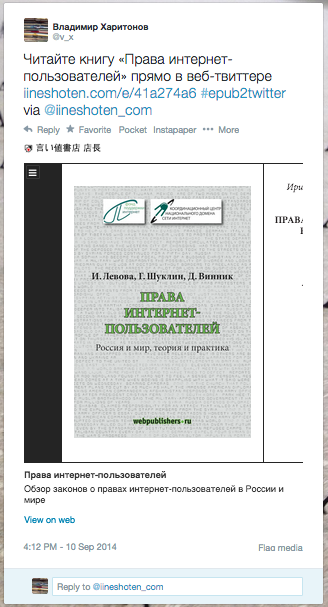 Владимир Харитонов
@v_x
Читайте книгу «Права интернет-
пользователей» прямо в веб-твиттере
iineshoten.com/e/41a274a6 #epub2twitter
via @iineshoten_com
Reply Favorite Pocket Instapaper More
言い値書店 店長
Ири
КООРДИНАЦИОННЫЙ ЦЕНТР
НАЦИОНАЛЬНОГО ДОМЕНА
СЕТИ ИНТЕРНЕТ
ПРАВА
И. Левова, Г. Шуклин, Д. Винник
ПРАВА
ИНТЕРНЕТ-
ПОЛЬЗОВАТЕЛЕЙ
Россия и мир, теория и практика
webpublishers.ru
Права интернет-пользователей
Обзор законов о правах интернет-пользователей в России и
мире
View on web
4:12 PM - 10 Sep 2014 Flag media
Reply to @iineshoten_com